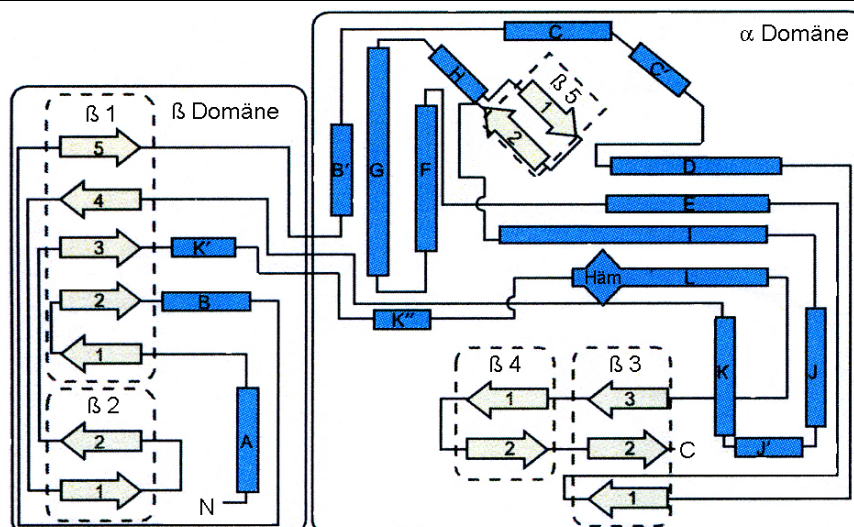 α Domäne
C
C'
H
ß 5
1
2
ß Domäne
ß 1
5
4
3
2
1
K'
B
B'
G
F
D
E
I
Häm
L
K''
ß 2
2
1
A
N
ß 4
1
2
ß 3
3
2
1
C
K
J
J'